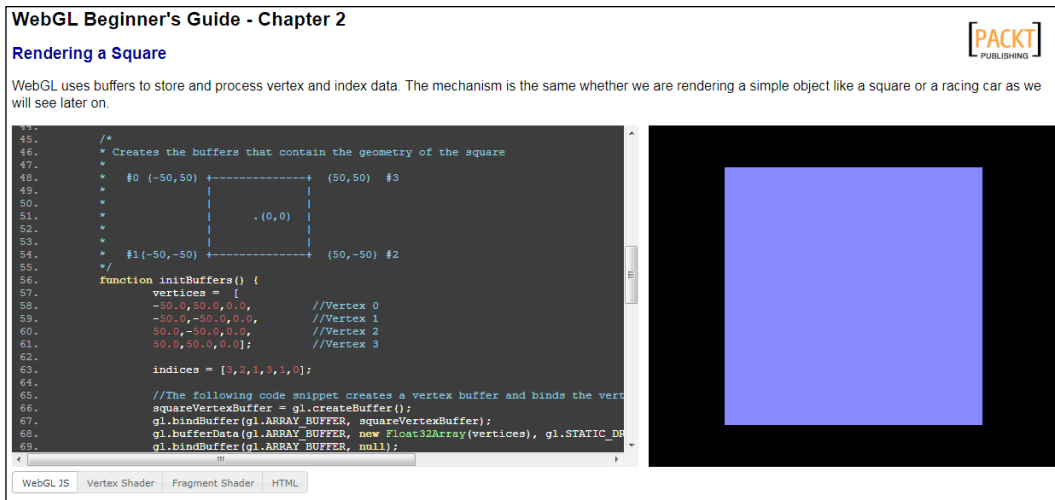 WebGL Beginner's Guide - Chapter 2
PACKT
PUBLISHING
Rendering a Square
WebGL uses buffers to store and process vertex and index data. The mechanism is the same whether we are rendering a simple object like a square or a racing car as we
will see later on.
44.
45. /*
46. * Creates the buffers that contain the geometry of the square
47. *
48. * #0 (-50,50) +--------------+ (50,50) #3
49. * | |
50. * | |
51. * | .(0,0) |
52. * | |
53. * | |
54. * #1(-50,-50) +--------------+ (50,-50) #2
55. */
56. function initBuffers() {
57. vertices = [
58. -50.0,50.0,0.0, //Vertex 0
59. -50.0,-50.0,0.0, //Vertex 1
60. 50.0,-50.0,0.0, //Vertex 2
61. 50.0,50.0,0.0]; //Vertex 3
62.
63. indices = [3,2,1,3,1,0];
64.
65. //The following code snippet creates a vertex buffer and binds the vert
66. squareVertexBuffer = gl.createBuffer();
67. gl.bindBuffer(gl.ARRAY_BUFFER, squareVertexBuffer);
68. gl.bufferData(gl.ARRAY_BUFFER, new Float32Array(vertices), gl.STATIC_DR
69. gl.bindBuffer(gl.ARRAY_BUFFER, null);
WebGL JS Vertex Shader Fragment Shader HTML